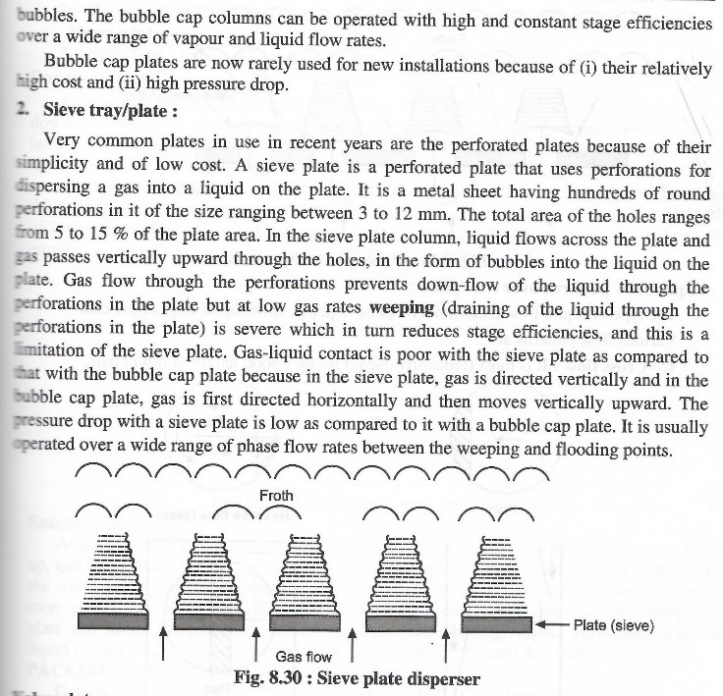 bubbles. The bubble cap columns can be operated with high and constant stage efficiencies
over a wide range of vapour and liquid flow rates.
Bubble cap plates are now rarely used for new installations because of (i) their relatively
high cost and (ii) high pressure drop.
2. Sieve tray/plate :
Very common plates in use in recent years are the perforated plates because of their
simplicity and of low cost. A sieve plate is a perforated plate that uses perforations for
dispersing a gas into a liquid on the plate. It is a metal sheet having hundreds of round
perforations in it of the size ranging between 3 to 12 mm. The total area of the holes ranges
from 5 to 15 % of the plate area. In the sieve plate column, liquid flows across the plate and
gas passes vertically upward through the holes, in the form of bubbles into the liquid on the
plate. Gas flow through the perforations prevents down-flow of the liquid through the
perforations in the plate but at low gas rates weeping (draining of the liquid through the
perforations in the plate) is severe which in turn reduces stage efficiencies, and this is a
limitation of the sieve plate. Gas-liquid contact is poor with the sieve plate as compared to
that with the bubble cap plate because in the sieve plate, gas is directed vertically and in the
bubble cap plate, gas is first directed horizontally and then moves vertically upward. The
pressure drop with a sieve plate is low as compared to it with a bubble cap plate. It is usually
operated over a wide range of phase flow rates between the weeping and flooding points.
Froth
Plate (sieve)
Gas flow
Fig. 8.30 : Sieve plate disperser